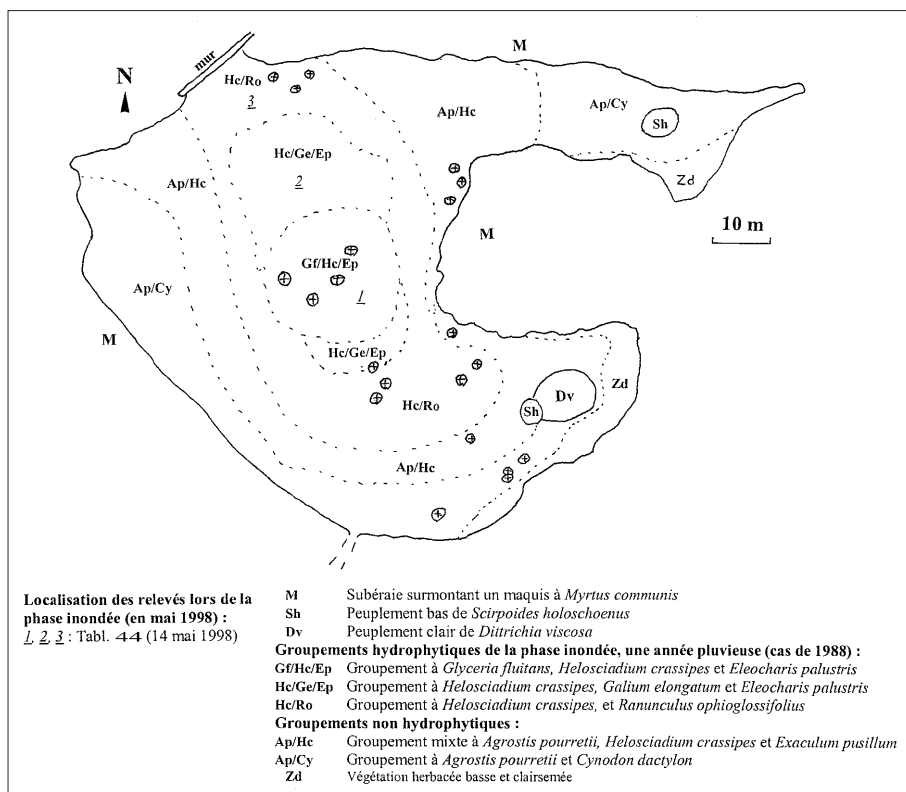 mur
M
N
Hc/Ro
3
Ap/Hc
Ap/Cy
Sh
Hc/Ge/Ep
2
Zd
Ap/Hc
10 m
M
Gf/Hc/Ep
1
Ap/Cy
M
Hc/Ge/Ep
Zd
Dv
Hc/Ro
Sh
Ap/Hc
Localisation des relevés lors de la
phase inondée (en mai 1998) :
1, 2, 3 : Tabl. 44 (14 mai 1998)
M Subéraie surmontant un maquis à Myrtus communis
Sh Peuplement bas de Scirpoides holoschoenus
Dv Peuplement clair de Dittrichia viscosa
Groupements hydrophytiques de la phase inondée, une année pluvieuse (cas de 1988) :
Gf/Hc/Ep Groupement à Glyceria fluitans, Helosciadium crassipes et Eleocharis palustris
Hc/Ge/Ep Groupement à Helosciadium crassipes, Galium elongatum et Eleocharis palustris
Hc/Ro Groupement à Helosciadium crassipes, et Ranunculus ophioglossifolius
Groupements non hydrophytiques :
Ap/Hc Groupement mixte à Agrostis pourretii, Helosciadium crassipes et Exaculum pusillum
Ap/Cy Groupement à Agrostis pourretii et Cynodon dactylon
Zd Végétation herbacée basse et clairsemée